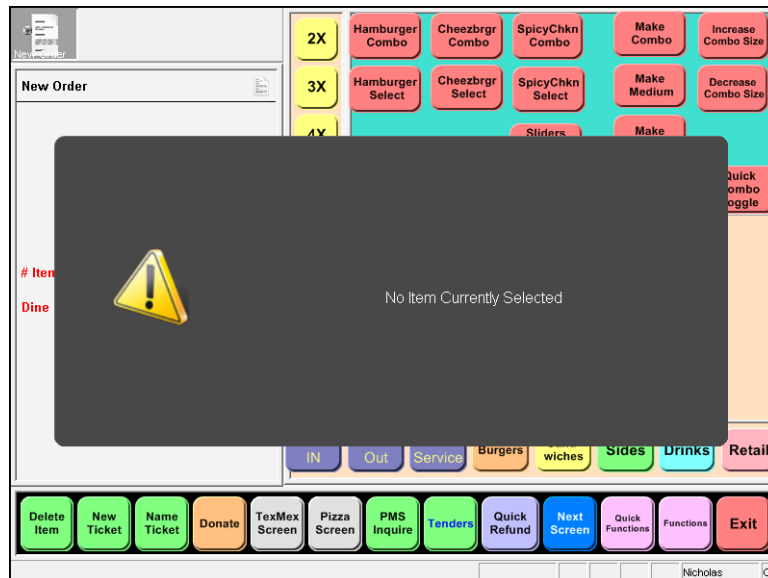 New Order
New Order
# Item
Dine
2X
3X
4X
Hamburger
Combo
Cheezbrgr
Combo
SpicyChkn
Combo
Make
Combo
Increase
Combo Size
Hamburger
Select
Cheezbrgr
Select
SpicyChkn
Select
Make
Medium
Decrease
Combo Size
Sliders
Make
Quick
ombo
oggle
No Item Currently Selected
IN
Out
Service
Burgers
wiches
Sides
Drinks
Retail
Delete
Item
New
Ticket
Name
Ticket
Donate
TexMex
Screen
Pizza
Screen
PMS
Inquire
Tenders
Quick
Refund
Next
Screen
Quick
Functions
Functions
Exit
Nicholas